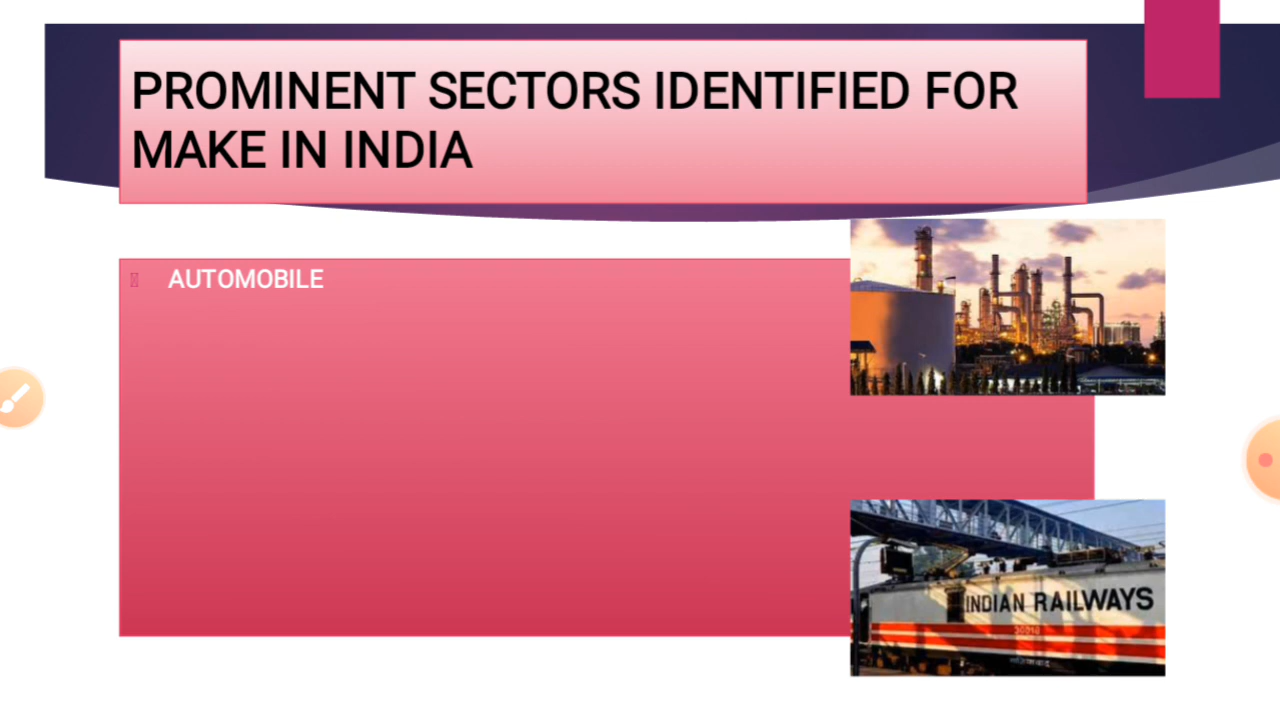 PROMINENT SECTORS IDENTIFIED FOR
MAKE IN INDIA
AUTOMOBILE
INDIAN RAILWAYS